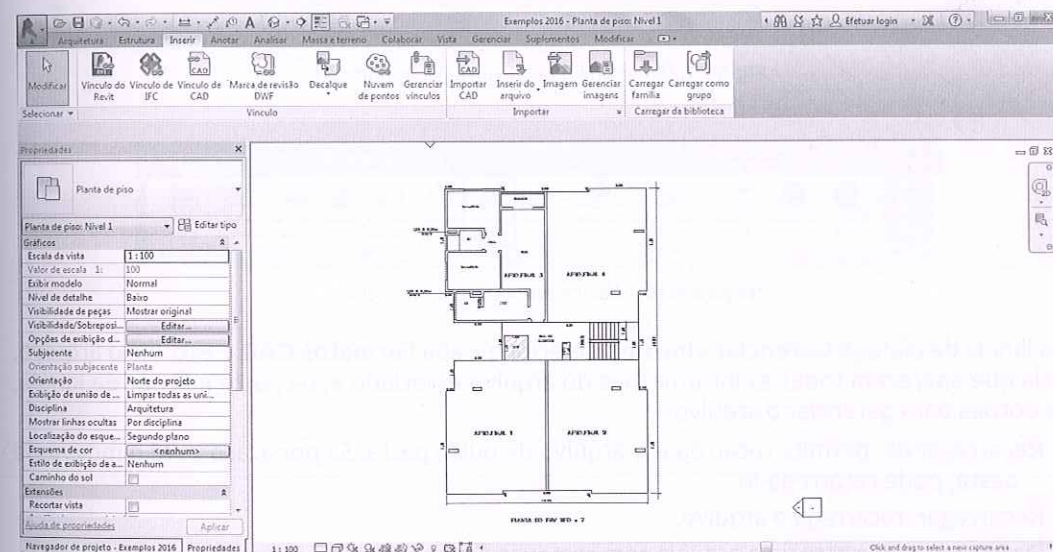 Exemplos 2016 - Planta de piso: Nível 1
Efetuar login
Arquitetura Estrutura Inserir Anotar Analisar Massa e terreno Colaborar Vista Gerenciar Suplementos Modificar
Modificar
Vínculo do Revit
Vínculo de IFC
Vínculo de CAD
Marca de revisão DWF
Decalque
Nuvem de pontos
Gerenciar vínculos
Importar CAD
Inserir do arquivo
Imagem
Gerenciar imagens
Carregar família
Carregar como grupo
Selecionar
Vínculo
Importar
Carregar da biblioteca
Propriedades
Planta de piso
Planta de piso: Nível 1
Editar tipo
Gráficos
Escala da vista 1 : 100
Valor de escala 1: 100
Exibir modelo Normal
Nível de detalhe Baixo
Visibilidade de peças Mostrar original
Visibilidade/Sobreposi... Editar...
Opções de exibição d... Editar...
Subjacente Nenhum
Orientação subjacente Planta
Orientação Norte do projeto
Exibição de união de ... Limpar todas as uni...
Disciplina Arquitetura
Mostrar linhas ocultas Por disciplina
Localização do esque... Segundo plano
Esquema de cor <nenhum>
Estilo de exibição de a... Nenhum
Caminho do sol
Extensões
Recortar vista
Ajuda de propriedades Aplicar
Navegador de projeto - Exemplos 2016 Propriedades
1 : 100
Click and drag to select a new capture area